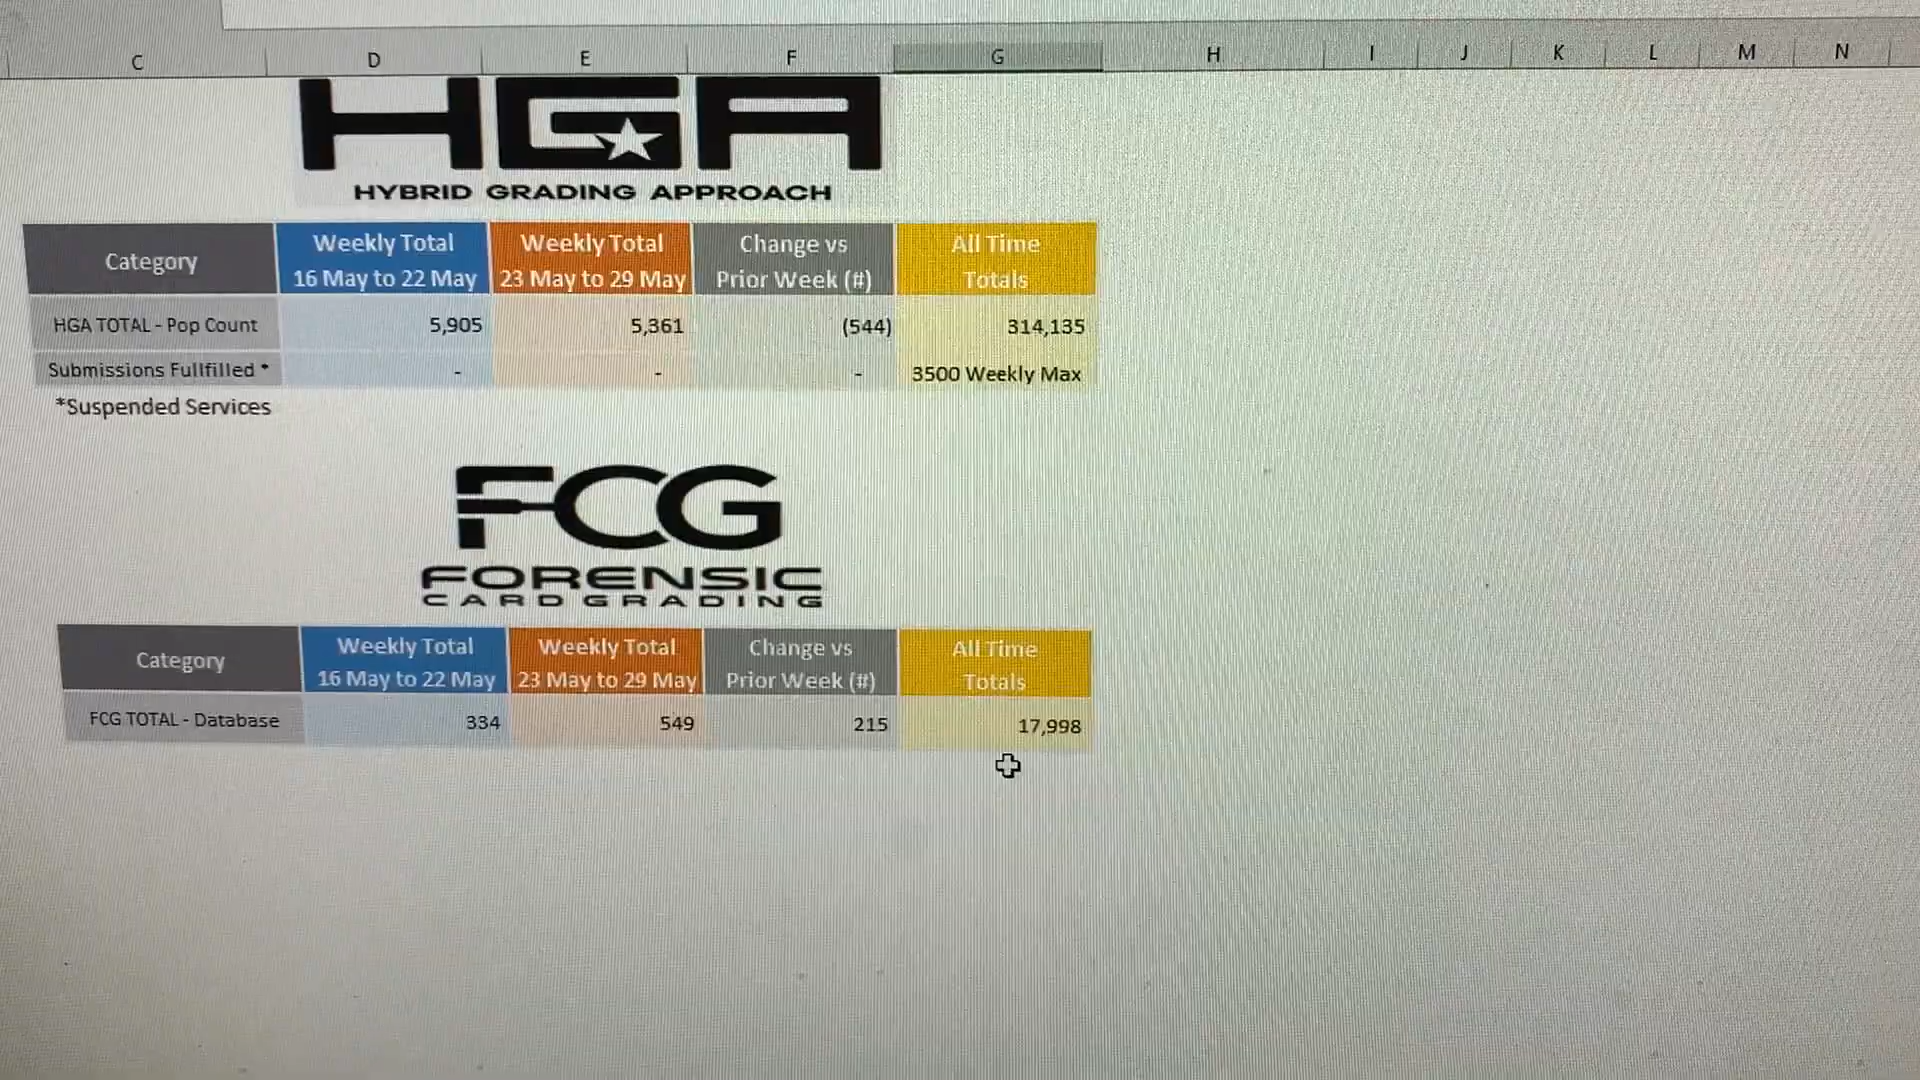 C D E F G H I J K L M N
HGA
HYBRID GRADING APPROACH
Category Weekly Total 16 May to 22 May Weekly Total 23 May to 29 May Change vs Prior Week (#) All Time Totals
HGA TOTAL - Pop Count 5,905 5,361 (544) 314,135
Submissions Fullfilled * - - - 3500 Weekly Max
*Suspended Services
FCG
FORENSIC
CARD GRADING
Category Weekly Total 16 May to 22 May Weekly Total 23 May to 29 May Change vs Prior Week (#) All Time Totals
FCG TOTAL - Database 334 549 215 17,998